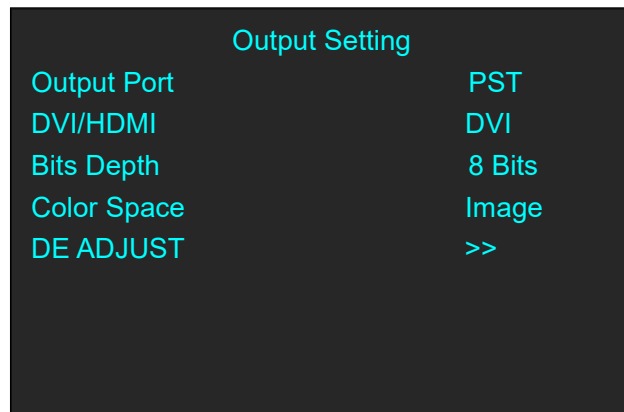 Output Setting
Output Port PST
DVI/HDMI DVI
Bits Depth 8 Bits
Color Space Image
DE ADJUST >>